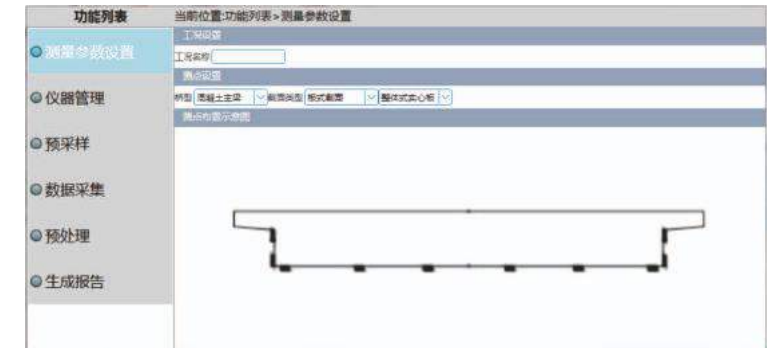 功能列表
当前位置:功能列表>测量参数设置
测量参数设置
仪器管理
预采样
数据采集
预处理
生成报告
工况设置
工况名称
测点设置
桥型 混凝土主梁 截面类型 板式截面 整体式实心板
测点布置示意图